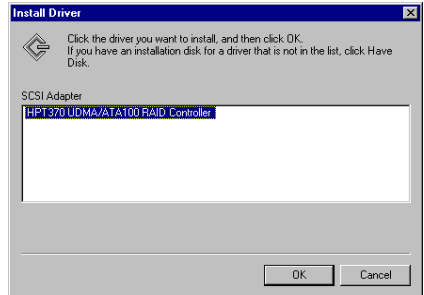 Install Driver
Click the driver you want to install, and then click OK.
If you have an installation disk for a driver that is not in the list, click Have
Disk.
SCSI Adapter
HPT370 UDMA/ATA100 RAID Controller
OK
Cancel